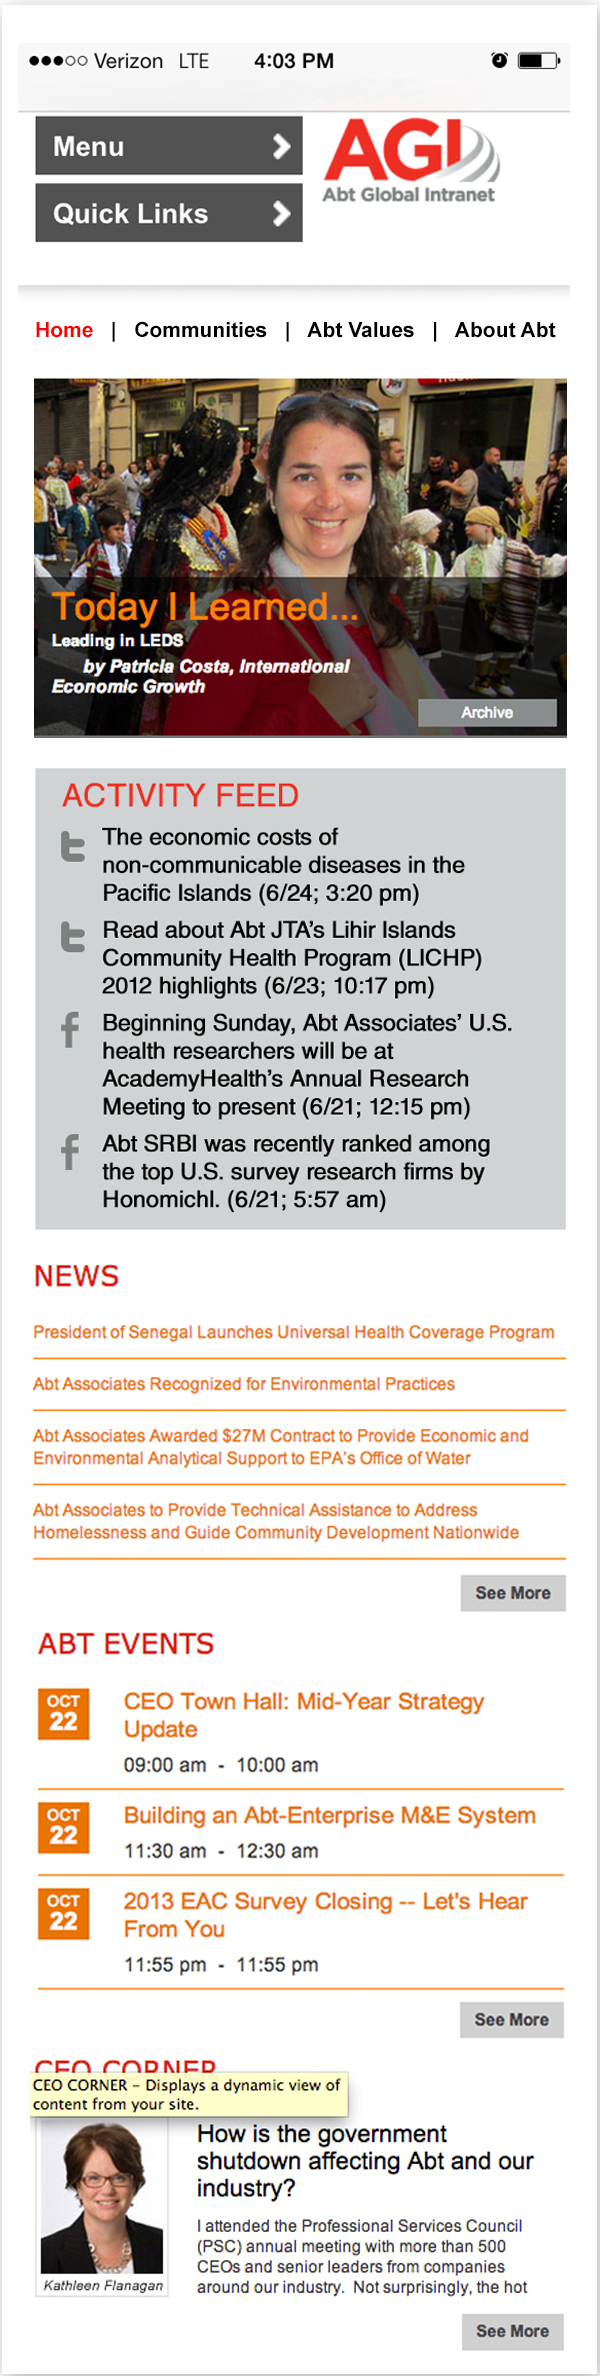 Verizon LTE 4:03 PM
Menu
Quick Links
AGI
Abt Global Intranet
Home | Communities | Abt Values | About Abt
Today I Learned...
Leading in LEDS
by Patricia Costa, International
Economic Growth
Archive
ACTIVITY FEED
The economic costs of
non-communicable diseases in the
Pacific Islands (6/24; 3:20 pm)
Read about Abt JTA's Lihir Islands
Community Health Program (LICHP)
2012 highlights (6/23; 10:17 pm)
Beginning Sunday, Abt Associates' U.S.
health researchers will be at
AcademyHealth's Annual Research
Meeting to present (6/21; 12:15 pm)
Abt SRBI was recently ranked among
the top U.S. survey research firms by
Honomichl. (6/21; 5:57 am)
NEWS
President of Senegal Launches Universal Health Coverage Program
Abt Associates Recognized for Environmental Practices
Abt Associates Awarded $27M Contract to Provide Economic and
Environmental Analytical Support to EPA's Office of Water
Abt Associates to Provide Technical Assistance to Address
Homelessness and Guide Community Development Nationwide
See More
ABT EVENTS
OCT
22
CEO Town Hall: Mid-Year Strategy
Update
09:00 am - 10:00 am
OCT
22
Building an Abt-Enterprise M&E System
11:30 am - 12:30 am
OCT
22
2013 EAC Survey Closing -- Let's Hear
From You
11:55 pm - 11:55 pm
See More
CEO CORNER
CEO CORNER - Displays a dynamic view of
content from your site.
How is the government
shutdown affecting Abt and our
industry?
I attended the Professional Services Council
(PSC) annual meeting with more than 500
CEOs and senior leaders from companies
around our industry. Not surprisingly, the hot
Kathleen Flanagan
See More